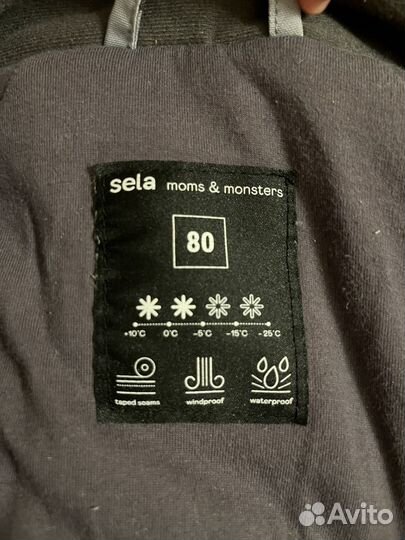 sela moms & monsters
80
+10°C 0°C -5°C -15°C -25°C
taped seams windproof waterproof
Avito